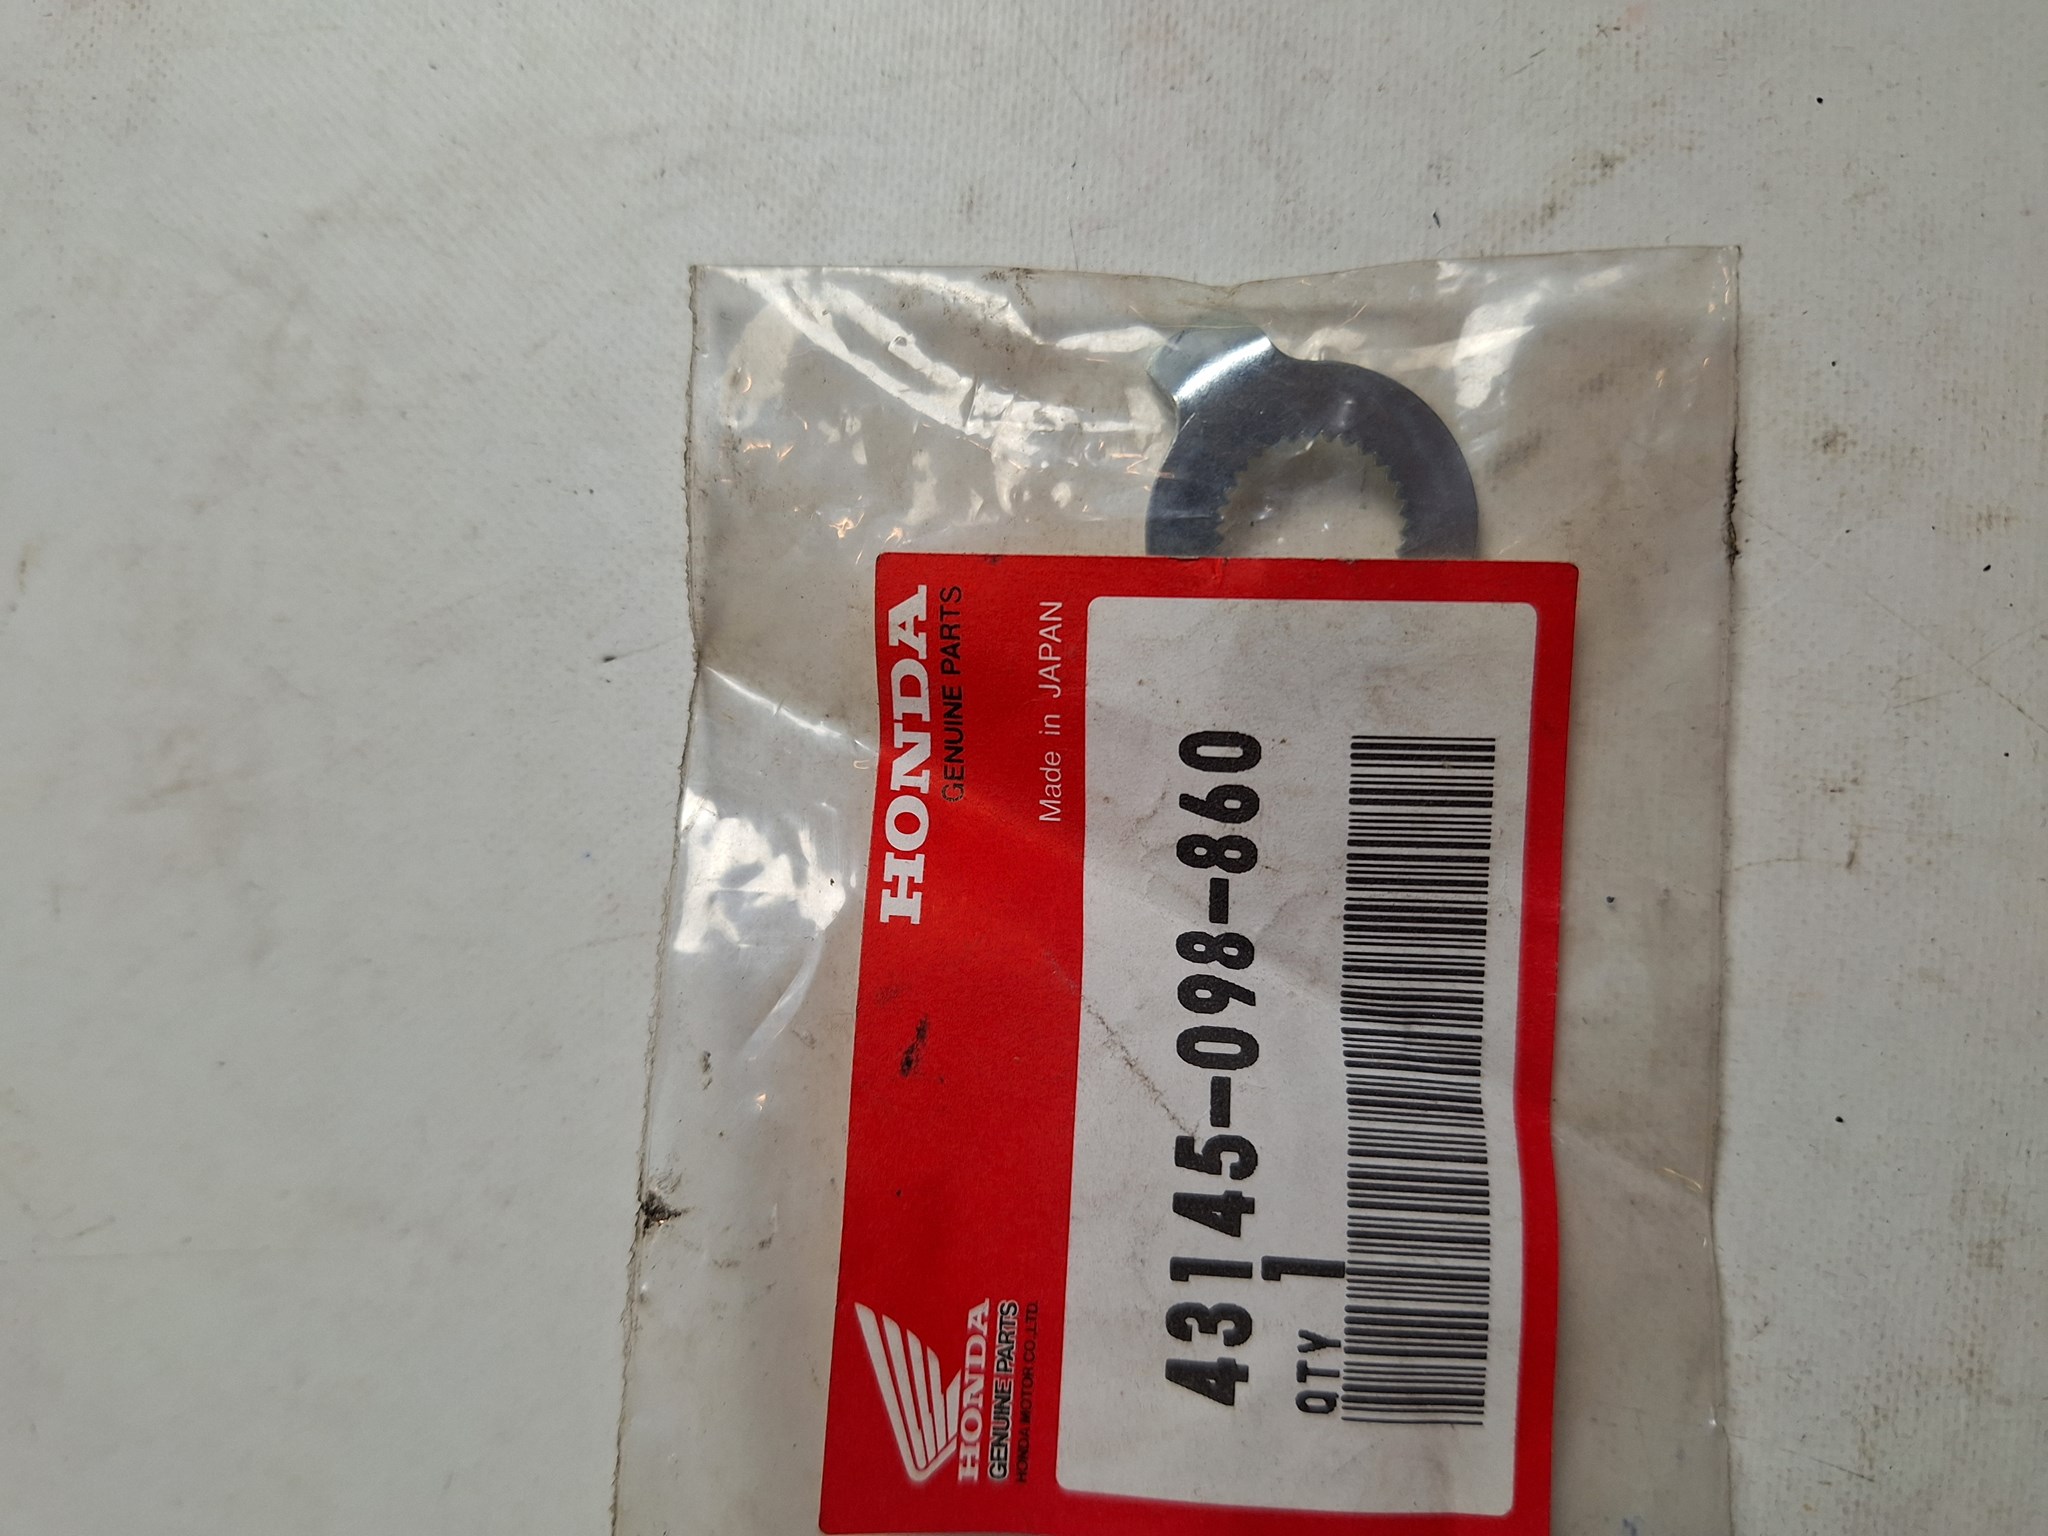 HONDA
GENUINE PARTS
HONDA MOTOR CO.,LTD.
HONDA
GENUINE PARTS
Made in JAPAN
43145-098-860
QTY 1